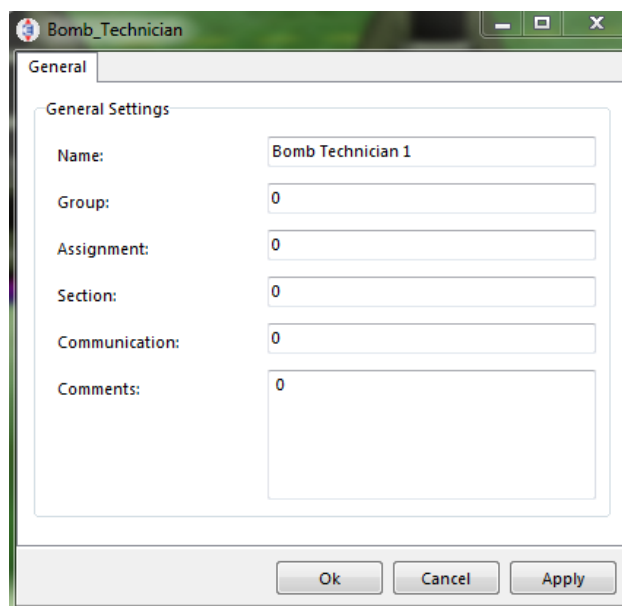 Bomb_Technician
General
General Settings
Name: Bomb Technician 1
Group: 0
Assignment: 0
Section: 0
Communication: 0
Comments: 0
Ok Cancel Apply